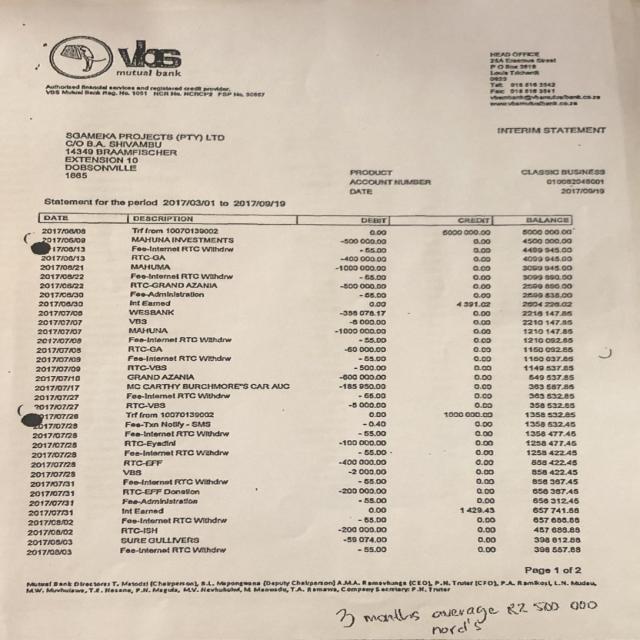 vbs
mutual bank
Authorised financial services and registered credit provider.
VBS Mutual Bank Reg. No. 1051 NCR No. NCRCP2 FSP No.
HEAD OFFICE
P O Box
Louis Trichardt
Tel:
Fax:
INTERIM STATEMENT
SGAMEKA PROJECTS (PTY) LTD
C/O B.A. SHIVAMBU
14349 BRAAMFISCHER
EXTENSION 10
DOBSONVILLE
1865
PRODUCT CLASSIC BUSINESS
ACCOUNT NUMBER
DATE 2017/09/19
Statement for the period 2017/03/01 to 2017/09/19
DATE DESCRIPTION DEBIT CREDIT BALANCE
2017/06/08 Trf from 10070139002 0.00 5000 000.00 5000 000.00
2017/06/09 MAHUNA INVESTMENTS -500 000.00 0.00 4500 000.00
17/06/13 Fee-Internet RTC Withdrw - 55.00 0.00 4499 945.00
2017/06/13 RTC-GA -400 000.00 0.00 4099 945.00
2017/06/21 MAHUMA -1000 000.00 0.00 3099 945.00
2017/06/22 Fee-Internet RTC Withdrw - 55.00 0.00 3099 890.00
2017/06/22 RTC-GRAND AZANIA -500 000.00 0.00 2599 890.00
2017/06/30 Fee-Administration - 55.00 0.00 2599 835.00
2017/06/30 Int Earned 0.00 4 391.02 2604 226.02
2017/07/06 WESBANK -388 078.17 0.00 2216 147.85
2017/07/07 VBS -6 000.00 0.00 2210 147.85
2017/07/07 MAHUNA -1000 000.00 0.00 1210 147.85
2017/07/08 Fee-Internet RTC Withdrw - 55.00 0.00 1210 092.85
2017/07/08 RTC-GA -60 000.00 0.00 1150 092.85
2017/07/09 Fee-Internet RTC Withdrw - 55.00 0.00 1150 037.85
2017/07/09 RTC-VBS - 500.00 0.00 1149 537.85
2017/07/10 GRAND AZANIA -600 000.00 0.00 549 537.85
2017/07/17 MC CARTHY BURCHMORE"S CAR AUC -185 950.00 0.00 363 587.85
2017/07/27 Fee-Internet RTC Withdrw - 55.00 0.00 363 532.85
2017/07/27 RTC-VBS -5 000.00 0.00 358 532.85
2017/07/28 Trf from 10070139002 0.00 1000 000.00 1358 532.85
2017/07/28 Fee-Txn Notify - SMS - 0.40 0.00 1358 532.45
2017/07/28 Fee-Internet RTC Withdrw - 55.00 0.00 1358 477.45
2017/07/28 RTC-Eyadini -100 000.00 0.00 1258 477.45
2017/07/28 Fee-Internet RTC Withdrw - 55.00 0.00 1258 422.45
2017/07/28 RTC-EFF -400 000.00 0.00 858 422.45
2017/07/28 VBS -2 000.00 0.00 856 422.45
2017/07/31 Fee-Internet RTC Withdrw - 55.00 0.00 856 367.45
2017/07/31 RTC-EFF Donation -200 000.00 0.00 656 367.45
2017/07/31 Fee-Administration - 55.00 0.00 656 312.45
2017/07/31 Int Earned 0.00 1 429.43 657 741.88
2017/08/02 Fee-Internet RTC Withdrw - 55.00 0.00 657 686.88
2017/08/02 RTC-ISH -200 000.00 0.00 457 686.88
2017/08/03 SURE GULLIVERS - 59 074.00 0.00 398 612.88
2017/08/03 Fee-Internet RTC Withdrw - 55.00 0.00 398 557.88
Page 1 of 2
Mutual Bank Directors: T. Matodzi (Chairperson), (Deputy Chairperson) A.M.A. Ramavhunga (CEO), P.N. Truter (CFO), P.A. Ramikosi, L.N. Mudau,
M.W. Muvhulawa, T.R. Nesane, P.N. Magula, M.V. Nevhuhulwi, M. Manwadu, T.A. Ramawa, Company Secretary: P.N. Truter
3 months average R2 500 000
nord's